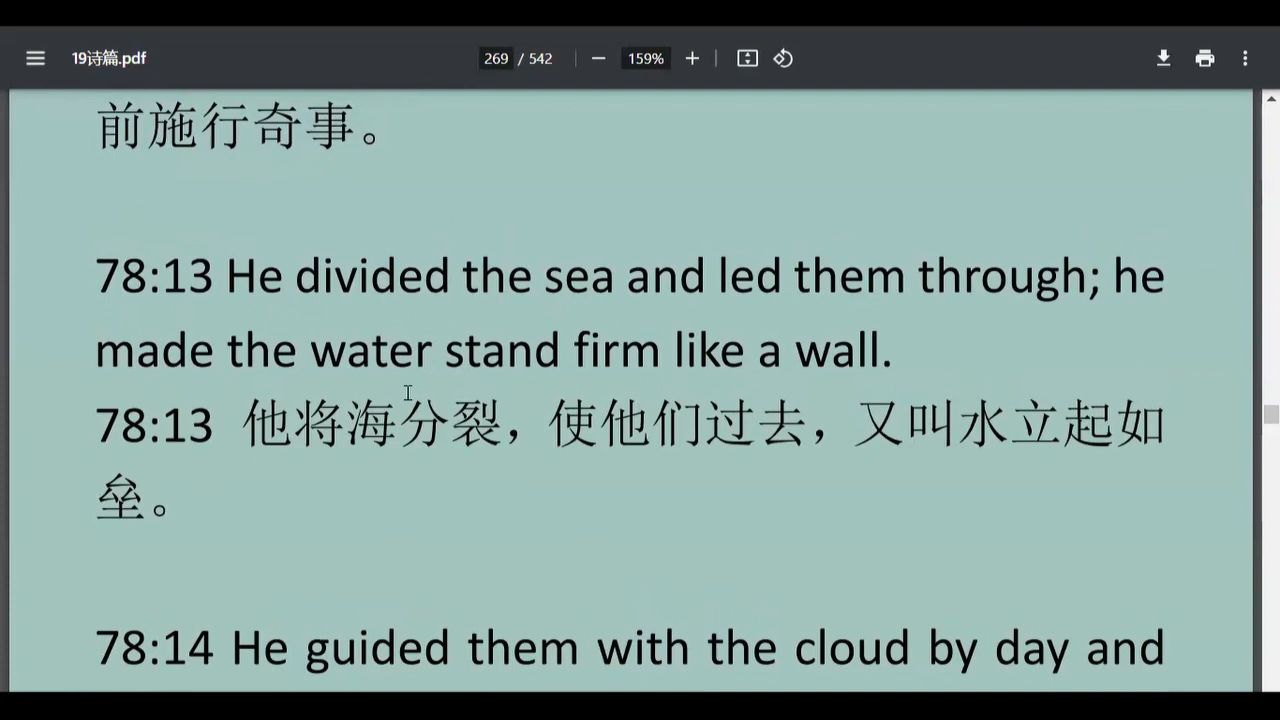 19诗篇.pdf
269 / 542
159%
前施行奇事。
78:13 He divided the sea and led them through; he
made the water stand firm like a wall.
78:13 他将海分裂，使他们过去，又叫水立起如
垒。
78:14 He guided them with the cloud by day and